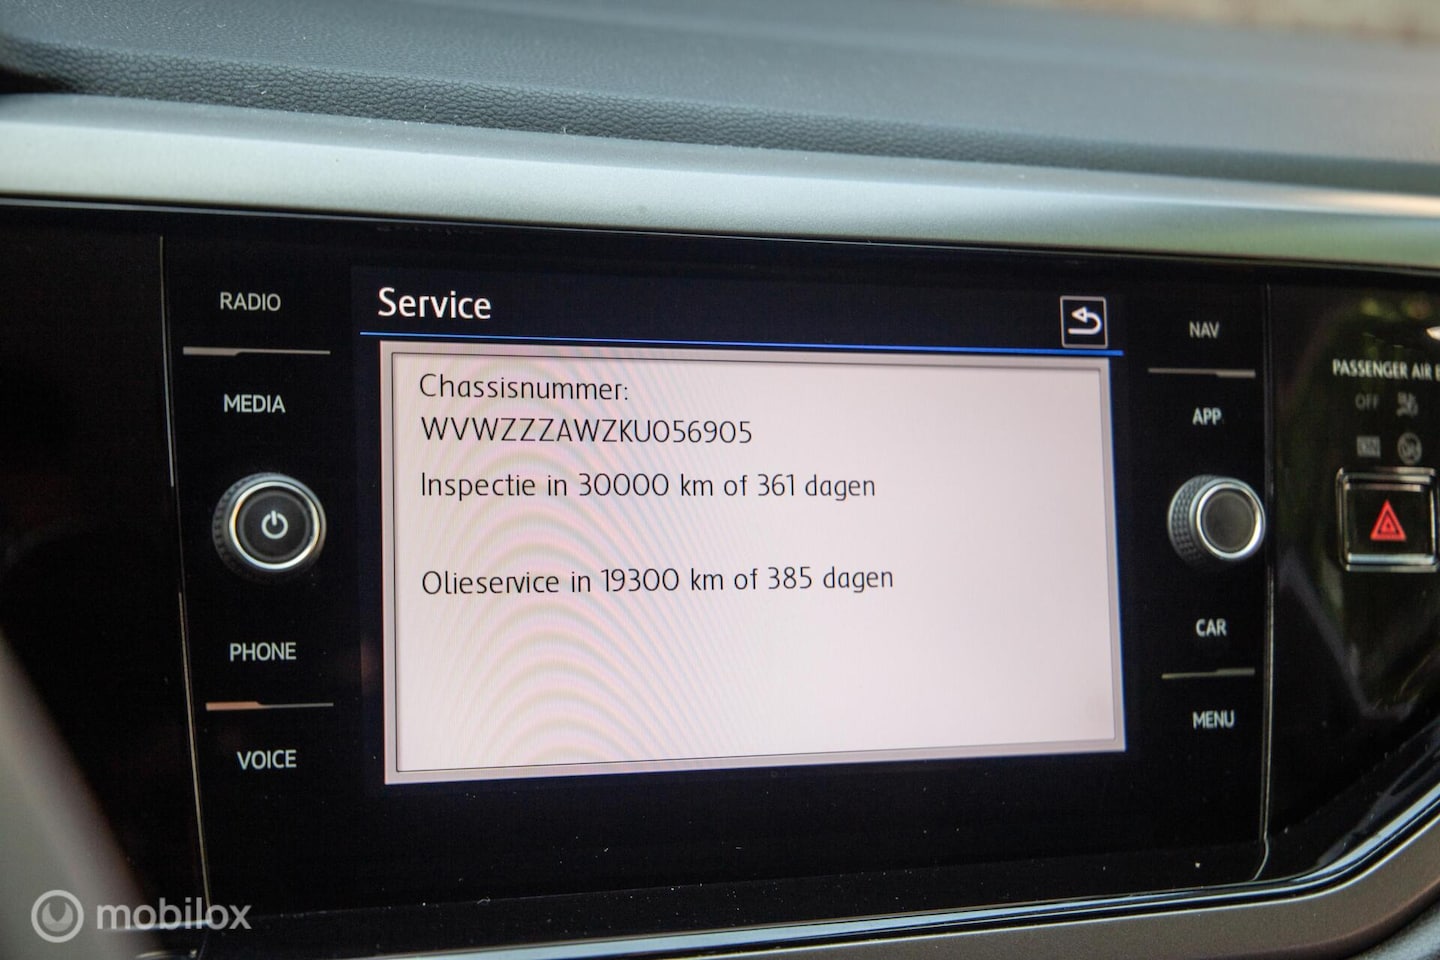 RADIO
MEDIA
PHONE
VOICE
Service
Chassisnummer:
WVWZZZAWZKU056905
Inspectie in 30000 km of 361 dagen
Olieservice in 19300 km of 385 dagen
NAV
APP
CAR
MENU
PASSENGER AIR
OFF
mobilox